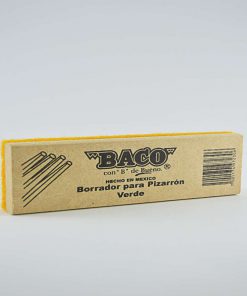 "BACO"®
con "B" de Bueno.
HECHO EN MEXICO
Borrador para Pizarrón
Verde